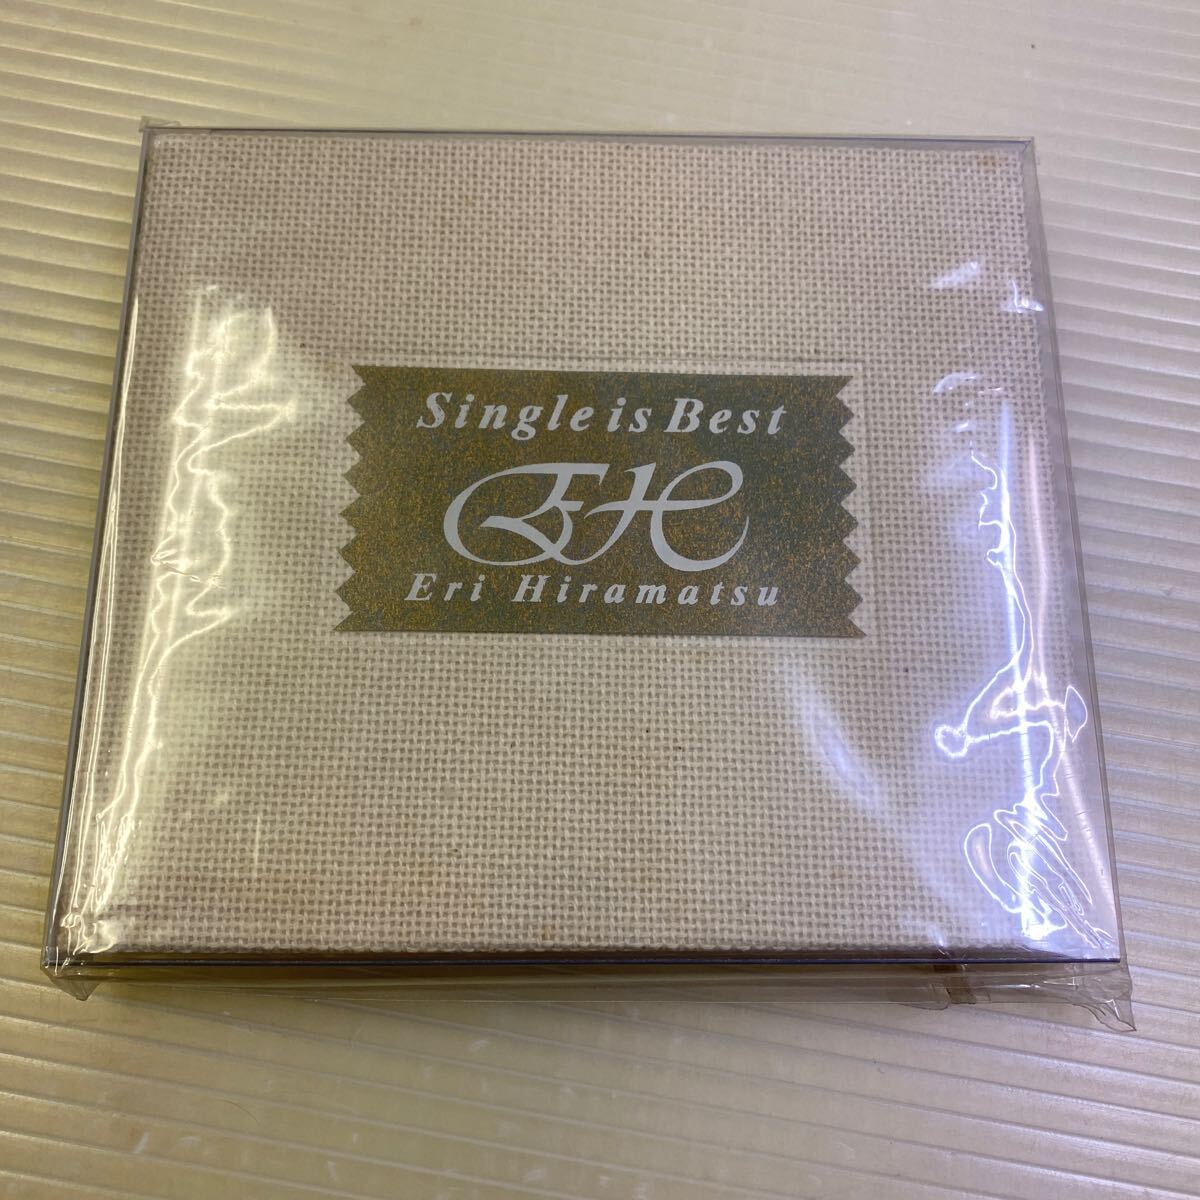 Single is Best
EH
Eri Hiramatsu